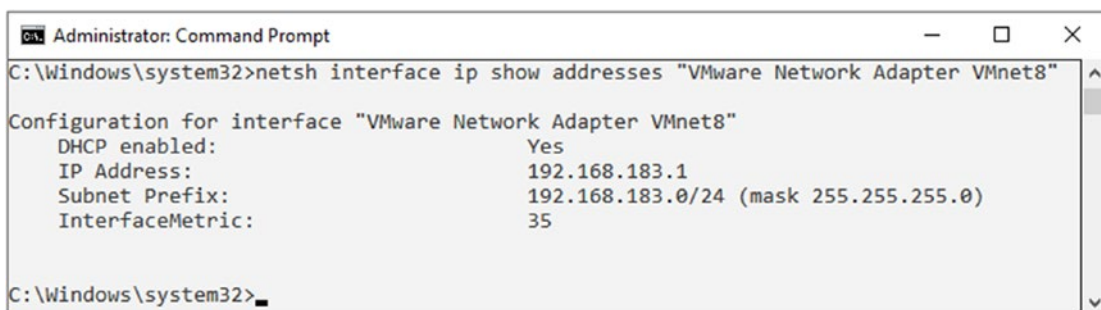 Administrator: Command Prompt
C:\Windows\system32>netsh interface ip show addresses "VMware Network Adapter VMnet8"
Configuration for interface "VMware Network Adapter VMnet8"
DHCP enabled: Yes
IP Address: 192.168.183.1
Subnet Prefix: 192.168.183.0/24 (mask 255.255.255.0)
InterfaceMetric: 35
C:\Windows\system32>